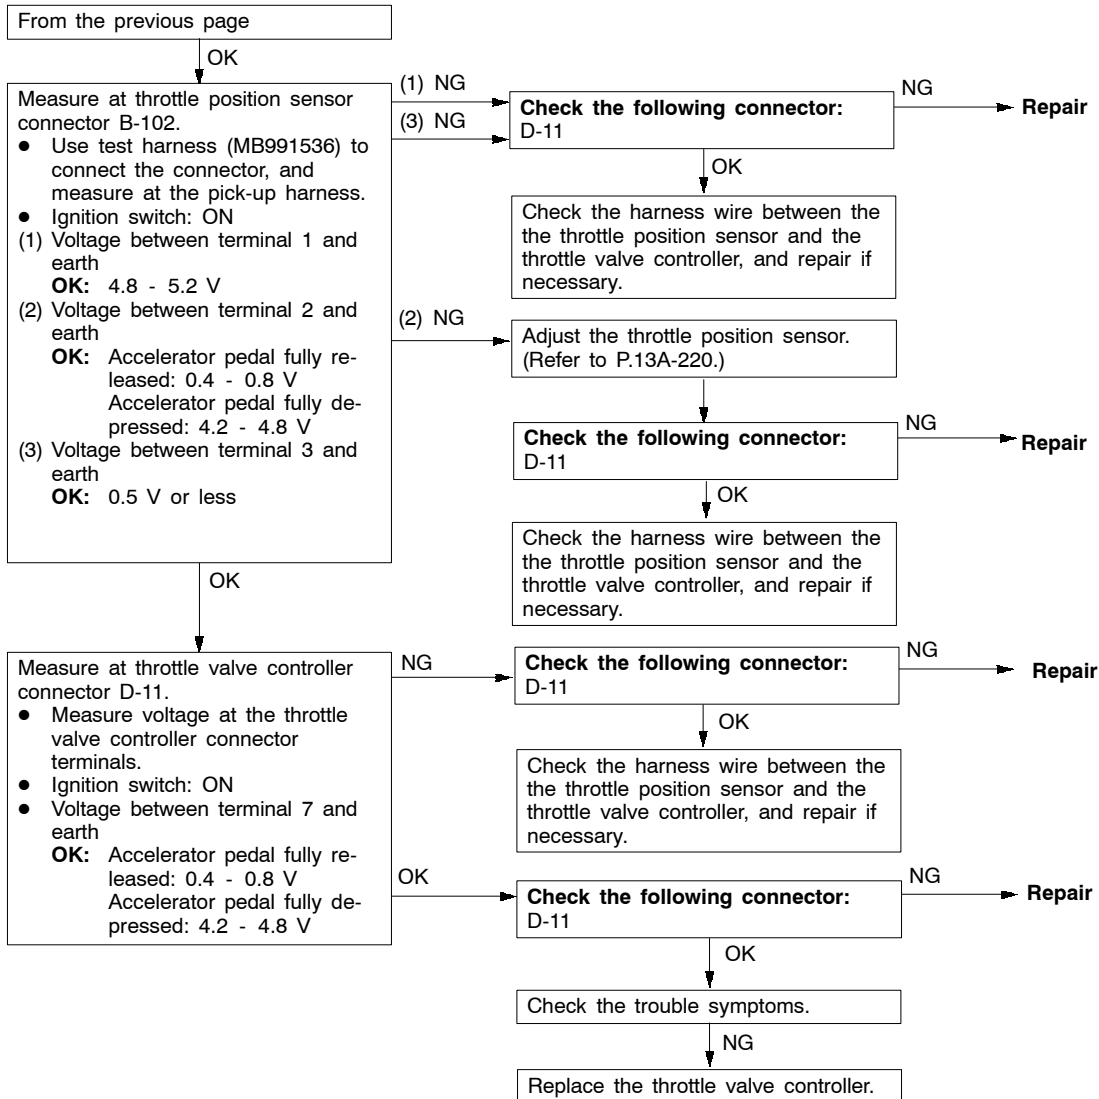 From the previous page
OK
Measure at throttle position sensor
connector B-102.
● Use test harness (MB991536) to
connect the connector, and
measure at the pick-up harness.
● Ignition switch: ON
(1) Voltage between terminal 1 and
earth
OK: 4.8 - 5.2 V
(2) Voltage between terminal 2 and
earth
OK: Accelerator pedal fully re-
leased: 0.4 - 0.8 V
Accelerator pedal fully de-
pressed: 4.2 - 4.8 V
(3) Voltage between terminal 3 and
earth
OK: 0.5 V or less
(1) NG
(3) NG
Check the following connector:
D-11
NG
Repair
OK
Check the harness wire between the
the throttle position sensor and the
throttle valve controller, and repair if
necessary.
(2) NG
Adjust the throttle position sensor.
(Refer to P.13A-220.)
Check the following connector:
D-11
NG
Repair
OK
Check the harness wire between the
the throttle position sensor and the
throttle valve controller, and repair if
necessary.
OK
Measure at throttle valve controller
connector D-11.
● Measure voltage at the throttle
valve controller connector
terminals.
● Ignition switch: ON
● Voltage between terminal 7 and
earth
OK: Accelerator pedal fully re-
leased: 0.4 - 0.8 V
Accelerator pedal fully de-
pressed: 4.2 - 4.8 V
NG
Check the following connector:
D-11
NG
Repair
OK
Check the harness wire between the
the throttle position sensor and the
throttle valve controller, and repair if
necessary.
OK
Check the following connector:
D-11
NG
Repair
OK
Check the trouble symptoms.
NG
Replace the throttle valve controller.